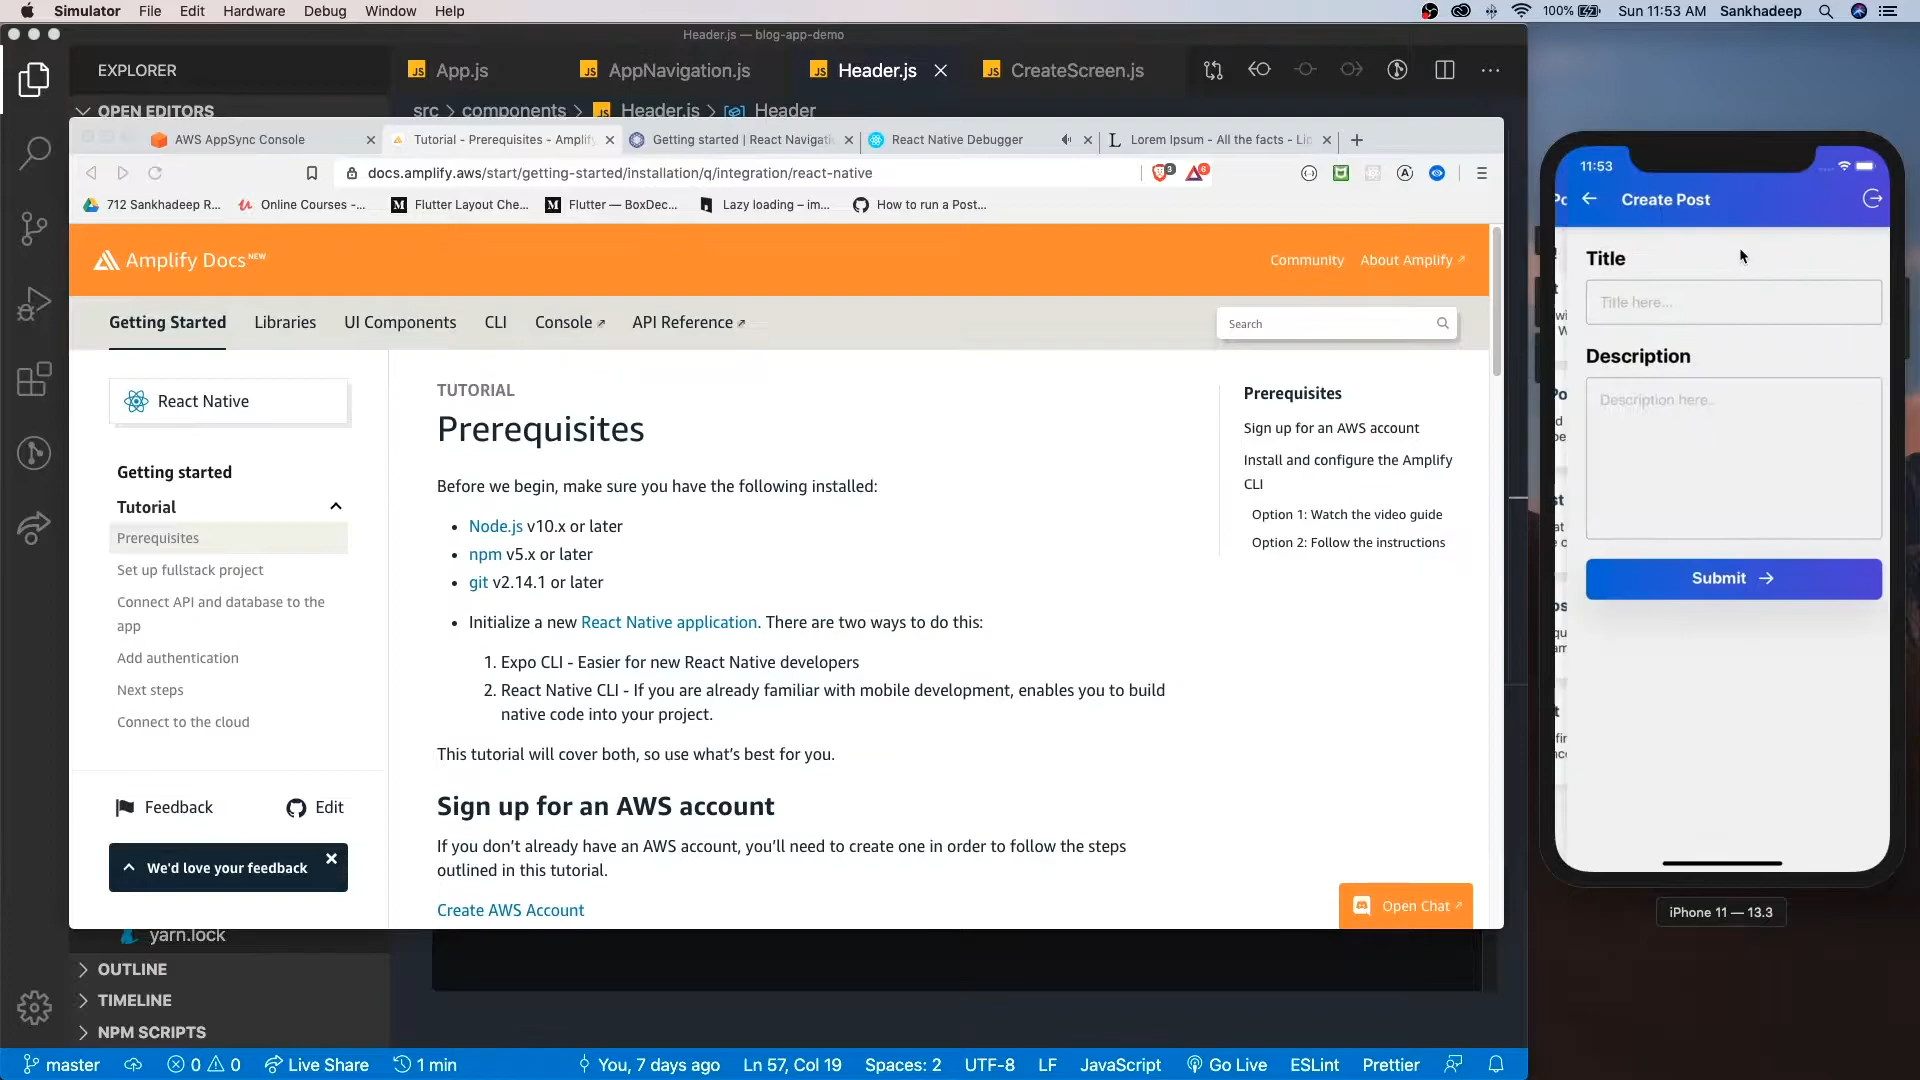 Simulator File Edit Hardware Debug Window Help
100% Sun 11:53 AM Sankhadeep
Header.js — blog-app-demo
EXPLORER
App.js AppNavigation.js Header.js CreateScreen.js
OPEN EDITORS
src > components > Header.js > Header
AWS AppSync Console
Tutorial - Prerequisites - Amplify
Getting started | React Navigati
React Native Debugger
Lorem Ipsum - All the facts - Li
docs.amplify.aws/start/getting-started/installation/q/integration/react-native
3 6
712 Sankhadeep R... Online Courses -... Flutter Layout Che... Flutter — BoxDec... Lazy loading – im... How to run a Post...
Amplify Docs NEW
Community About Amplify
Getting Started Libraries UI Components CLI Console API Reference
Search
React Native
Getting started
Tutorial
Prerequisites
Set up fullstack project
Connect API and database to the
app
Add authentication
Next steps
Connect to the cloud
Feedback Edit
We'd love your feedback
TUTORIAL
Prerequisites
Before we begin, make sure you have the following installed:
• Node.js v10.x or later
• npm v5.x or later
• git v2.14.1 or later
• Initialize a new React Native application. There are two ways to do this:
1. Expo CLI - Easier for new React Native developers
2. React Native CLI - If you are already familiar with mobile development, enables you to build
native code into your project.
This tutorial will cover both, so use what's best for you.
Sign up for an AWS account
If you don't already have an AWS account, you'll need to create one in order to follow the steps
outlined in this tutorial.
Create AWS Account
Prerequisites
Sign up for an AWS account
Install and configure the Amplify
CLI
Option 1: Watch the video guide
Option 2: Follow the instructions
Open Chat
yarn.lock
OUTLINE
TIMELINE
NPM SCRIPTS
master 0 0 Live Share 1 min You, 7 days ago Ln 57, Col 19 Spaces: 2 UTF-8 LF JavaScript Go Live ESLint Prettier
11:53
Create Post
Title
Title here...
Description
Description here..
Submit
iPhone 11 — 13.3